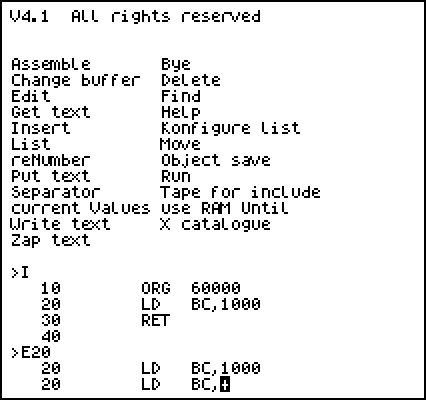 V4.1  All rights reserved
Assemble       Bye
Change buffer  Delete
Edit           Find
Get text       Help
Insert         Konfigure list
List           Move
reNumber       Object save
Put text       Run
Separator      Tape for include
current Values use RAM Until
Write text     X catalogue
Zap text
>I
   10        ORG  60000
   20        LD   BC,1000
   30        RET
   40
>E20
   20        LD   BC,1000
   20        LD   BC,+